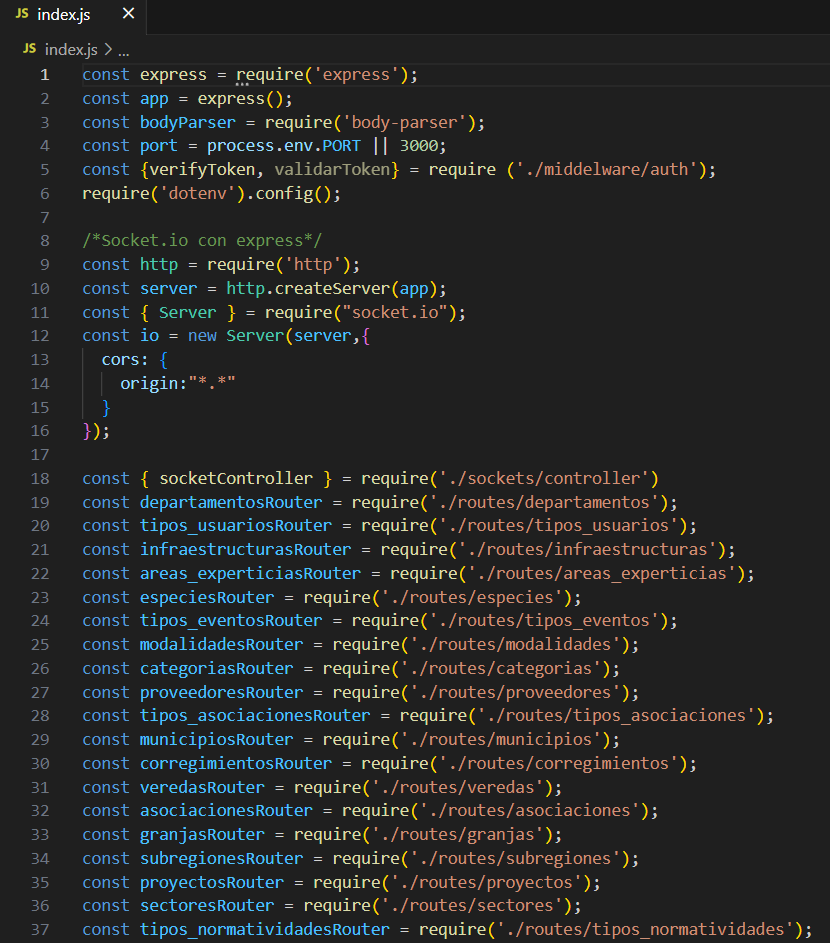 JS index.js ×
JS index.js > ...
1 const express = require('express');
2 const app = express();
3 const bodyParser = require('body-parser');
4 const port = process.env.PORT || 3000;
5 const {verifyToken, validarToken} = require ('./middelware/auth');
6 require('dotenv').config();
7
8 /*Socket.io con express*/
9 const http = require('http');
10 const server = http.createServer(app);
11 const { Server } = require("socket.io");
12 const io = new Server(server,{
13   cors: {
14     origin:"*.*"
15   }
16 });
17
18 const { socketController } = require('./sockets/controller')
19 const departamentosRouter = require('./routes/departamentos');
20 const tipos_usuariosRouter = require('./routes/tipos_usuarios');
21 const infraestructurasRouter = require('./routes/infraestructuras');
22 const areas_experticiasRouter = require('./routes/areas_experticias');
23 const especiesRouter = require('./routes/especies');
24 const tipos_eventosRouter = require('./routes/tipos_eventos');
25 const modalidadesRouter = require('./routes/modalidades');
26 const categoriasRouter = require('./routes/categorias');
27 const proveedoresRouter = require('./routes/proveedores');
28 const tipos_asociacionesRouter = require('./routes/tipos_asociaciones');
29 const municipiosRouter = require('./routes/municipios');
30 const corregimientosRouter = require('./routes/corregimientos');
31 const veredasRouter = require('./routes/veredas');
32 const asociacionesRouter = require('./routes/asociaciones');
33 const granjasRouter = require('./routes/granjas');
34 const subregionesRouter = require('./routes/subregiones');
35 const proyectosRouter = require('./routes/proyectos');
36 const sectoresRouter = require('./routes/sectores');
37 const tipos_normatividadesRouter = require('./routes/tipos_normatividades');